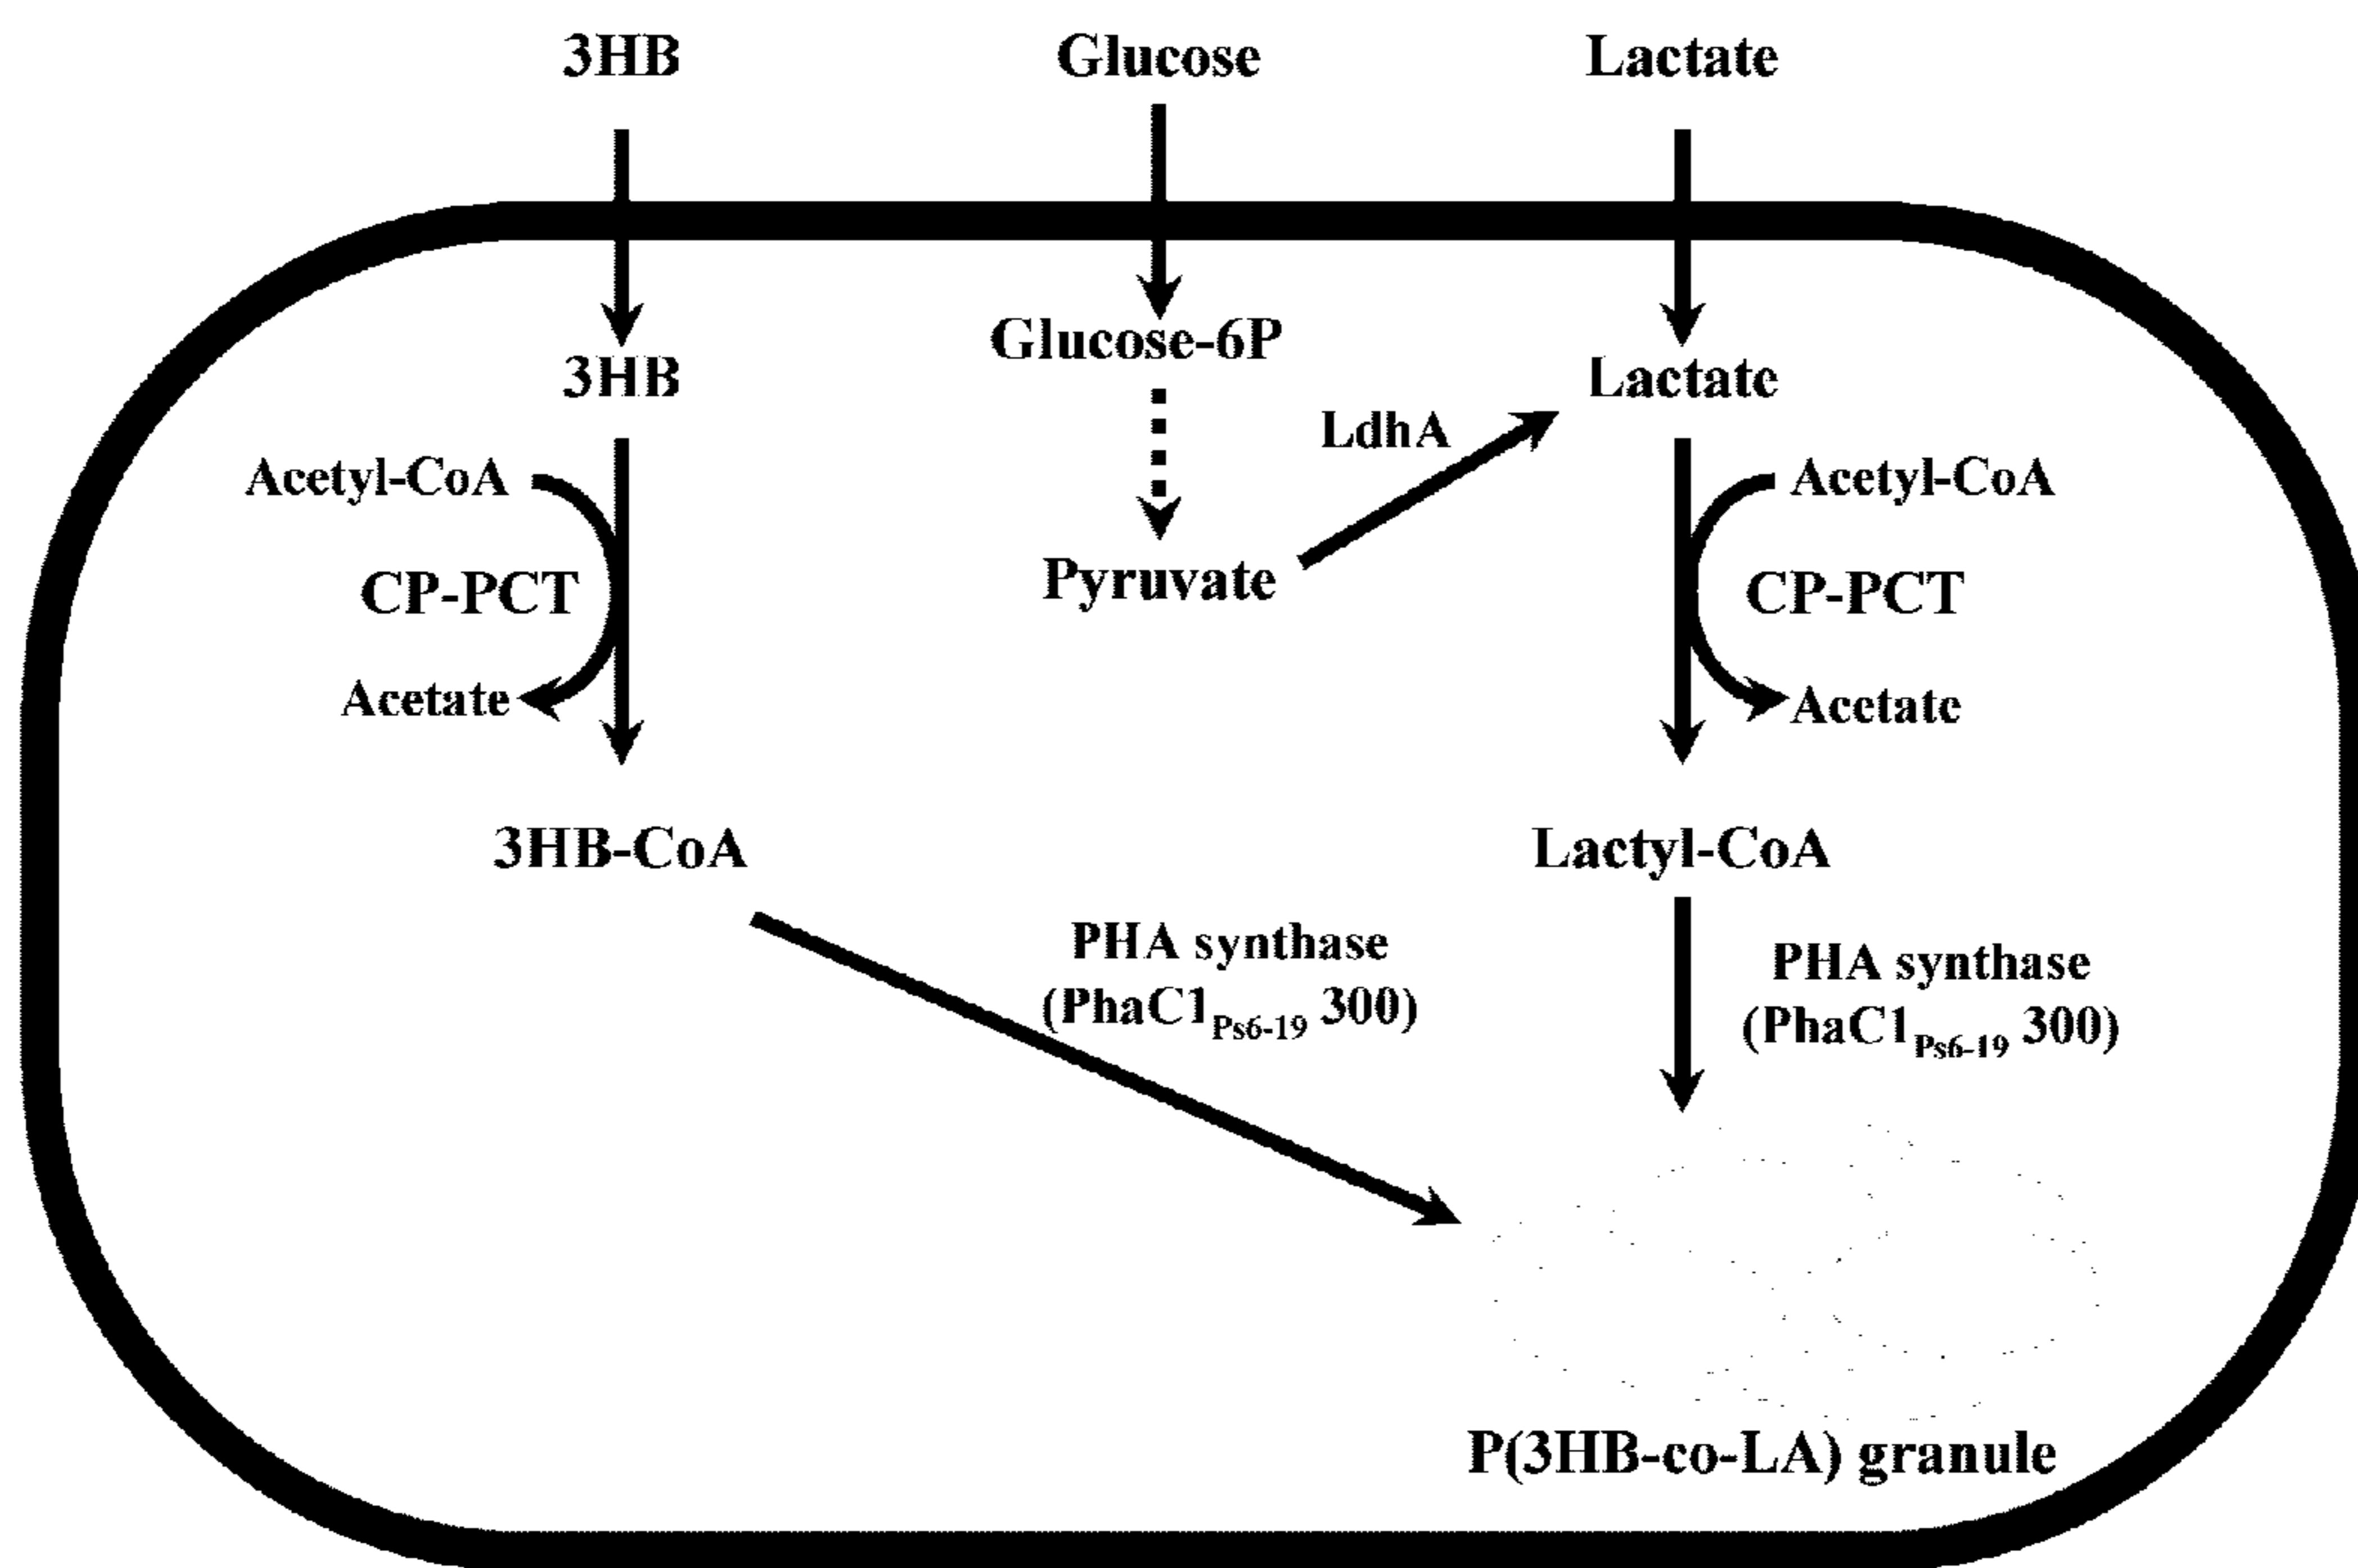 3HB
Glucose
Lactate
3HB
Glucose-6P
Lactate
LdhA
Acetyl-CoA
Acetyl-CoA
CP-PCT
Pyruvate
CP-PCT
Acetate
Acetate
3HB-CoA
Lactyl-CoA
PHA synthase
(PhaC1Ps6-19 300)
PHA synthase
(PhaC1Ps6-19 300)
P(3HB-co-LA) granule